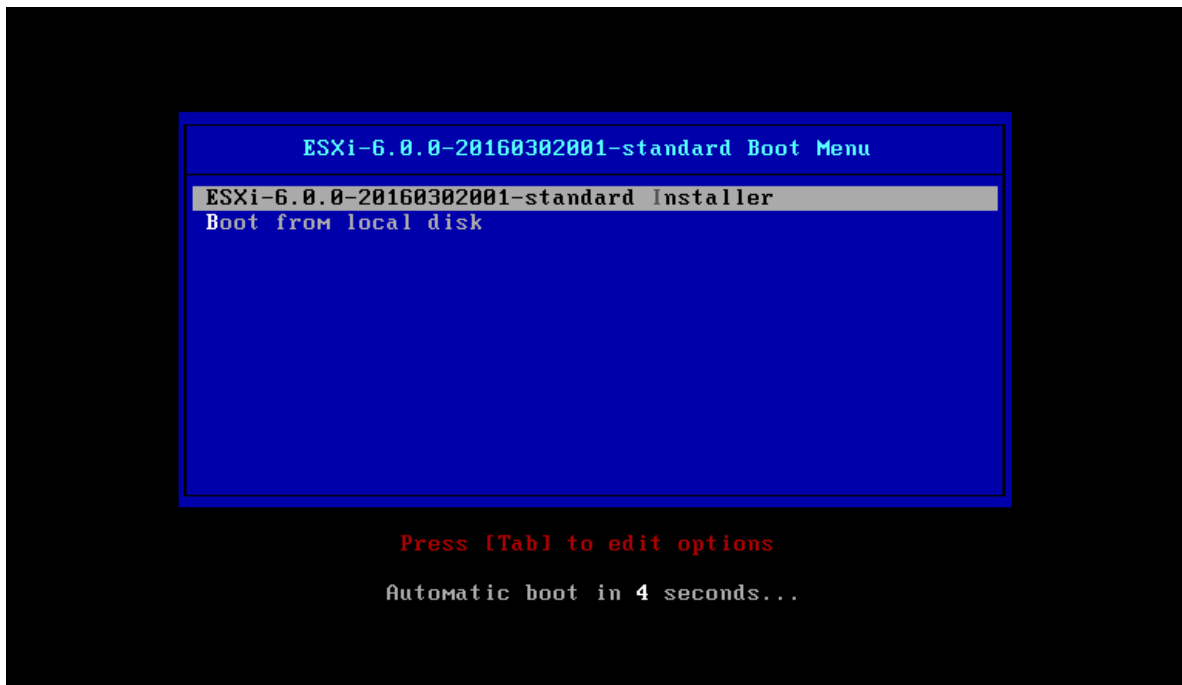 ESXi-6.0.0-20160302001-standard Boot Menu
ESXi-6.0.0-20160302001-standard Installer
Boot from local disk
Press [Tab] to edit options
Automatic boot in 4 seconds...